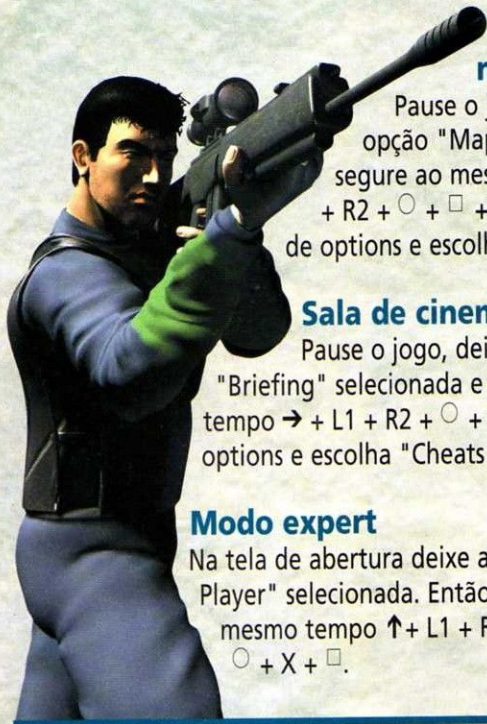 Pause o
opção "Map
segure ao mes
+ R2 + ○ + □ +
de options e escolh
Sala de cinem
Pause o jogo, dei
"Briefing" selecionada e
tempo → + L1 + R2 + ○ +
options e escolha "Cheats
Modo expert
Na tela de abertura deixe a
Player" selecionada. Então
mesmo tempo ↑ + L1 + R
○ + X + □.